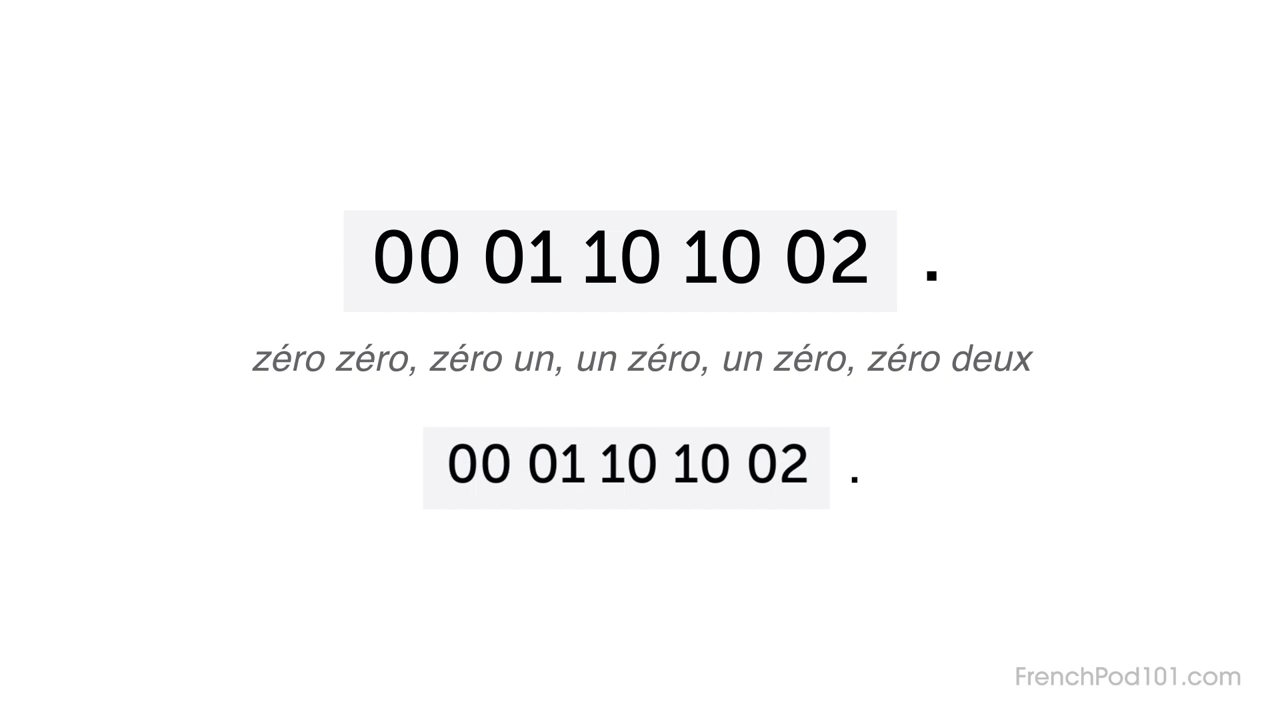 00 01 10 10 02 .
zéro zéro, zéro un, un zéro, un zéro, zéro deux
00 01 10 10 02 .
FrenchPod101.com